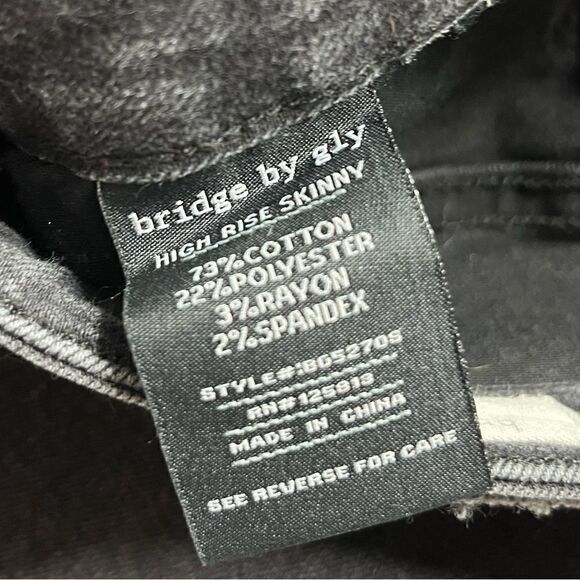 bridge by gly
HIGH RISE SKINNY
73%COTTON
22%POLYESTER
3%RAYON
2%SPANDEX
STYLE#:BG52708
RN#125913
MADE IN CHINA
SEE REVERSE FOR CARE